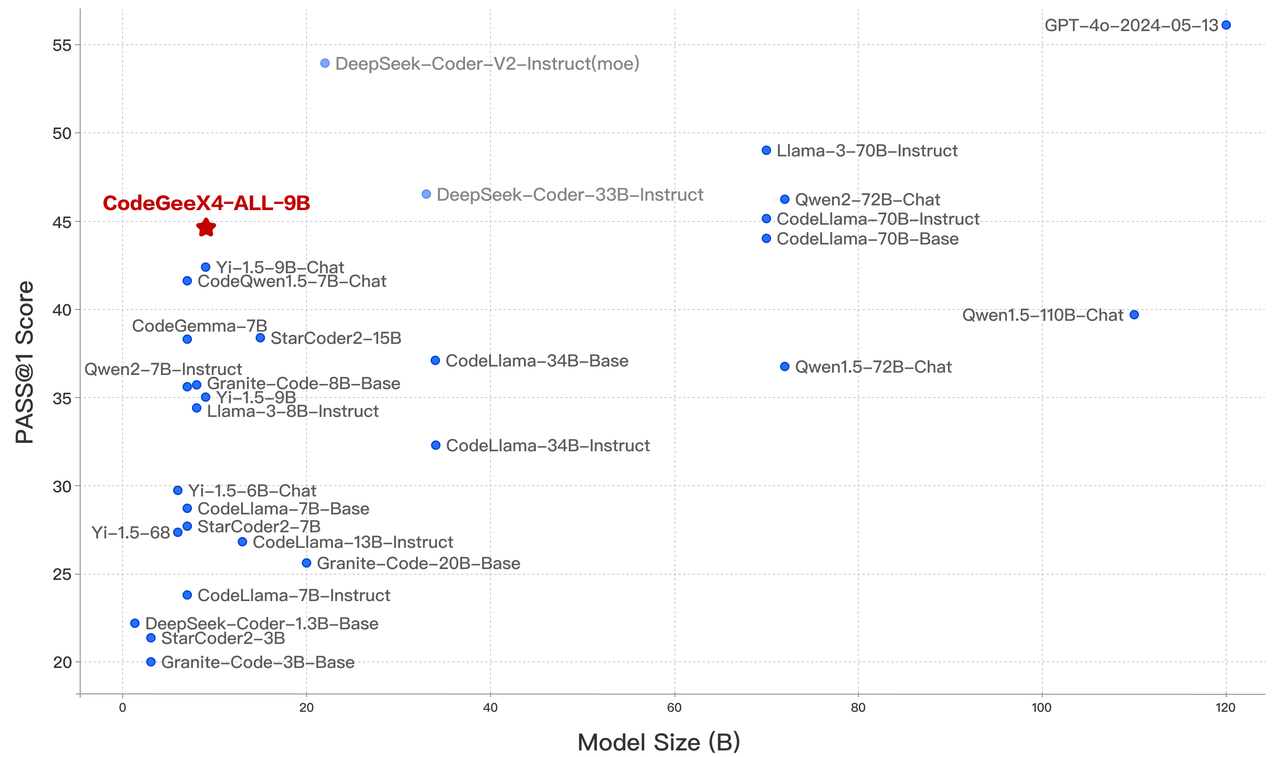 GPT-4o-2024-05-13
55
DeepSeek-Coder-V2-Instruct(moe)
50
Llama-3-70B-Instruct
DeepSeek-Coder-33B-Instruct
Qwen2-72B-Chat
CodeGeeX4-ALL-9B
45
CodeLlama-70B-Instruct
CodeLlama-70B-Base
Yi-1.5-9B-Chat
CodeQwen1.5-7B-Chat
40
Qwen1.5-110B-Chat
CodeGemma-7B
StarCoder2-15B
CodeLlama-34B-Base
Qwen1.5-72B-Chat
Qwen2-7B-Instruct
Granite-Code-8B-Base
35
Yi-1.5-9B
Llama-3-8B-Instruct
PASS@1 Score
CodeLlama-34B-Instruct
30
Yi-1.5-6B-Chat
CodeLlama-7B-Base
StarCoder2-7B
Yi-1.5-68
CodeLlama-13B-Instruct
Granite-Code-20B-Base
25
CodeLlama-7B-Instruct
DeepSeek-Coder-1.3B-Base
StarCoder2-3B
20
Granite-Code-3B-Base
0 20 40 60 80 100 120
Model Size (B)